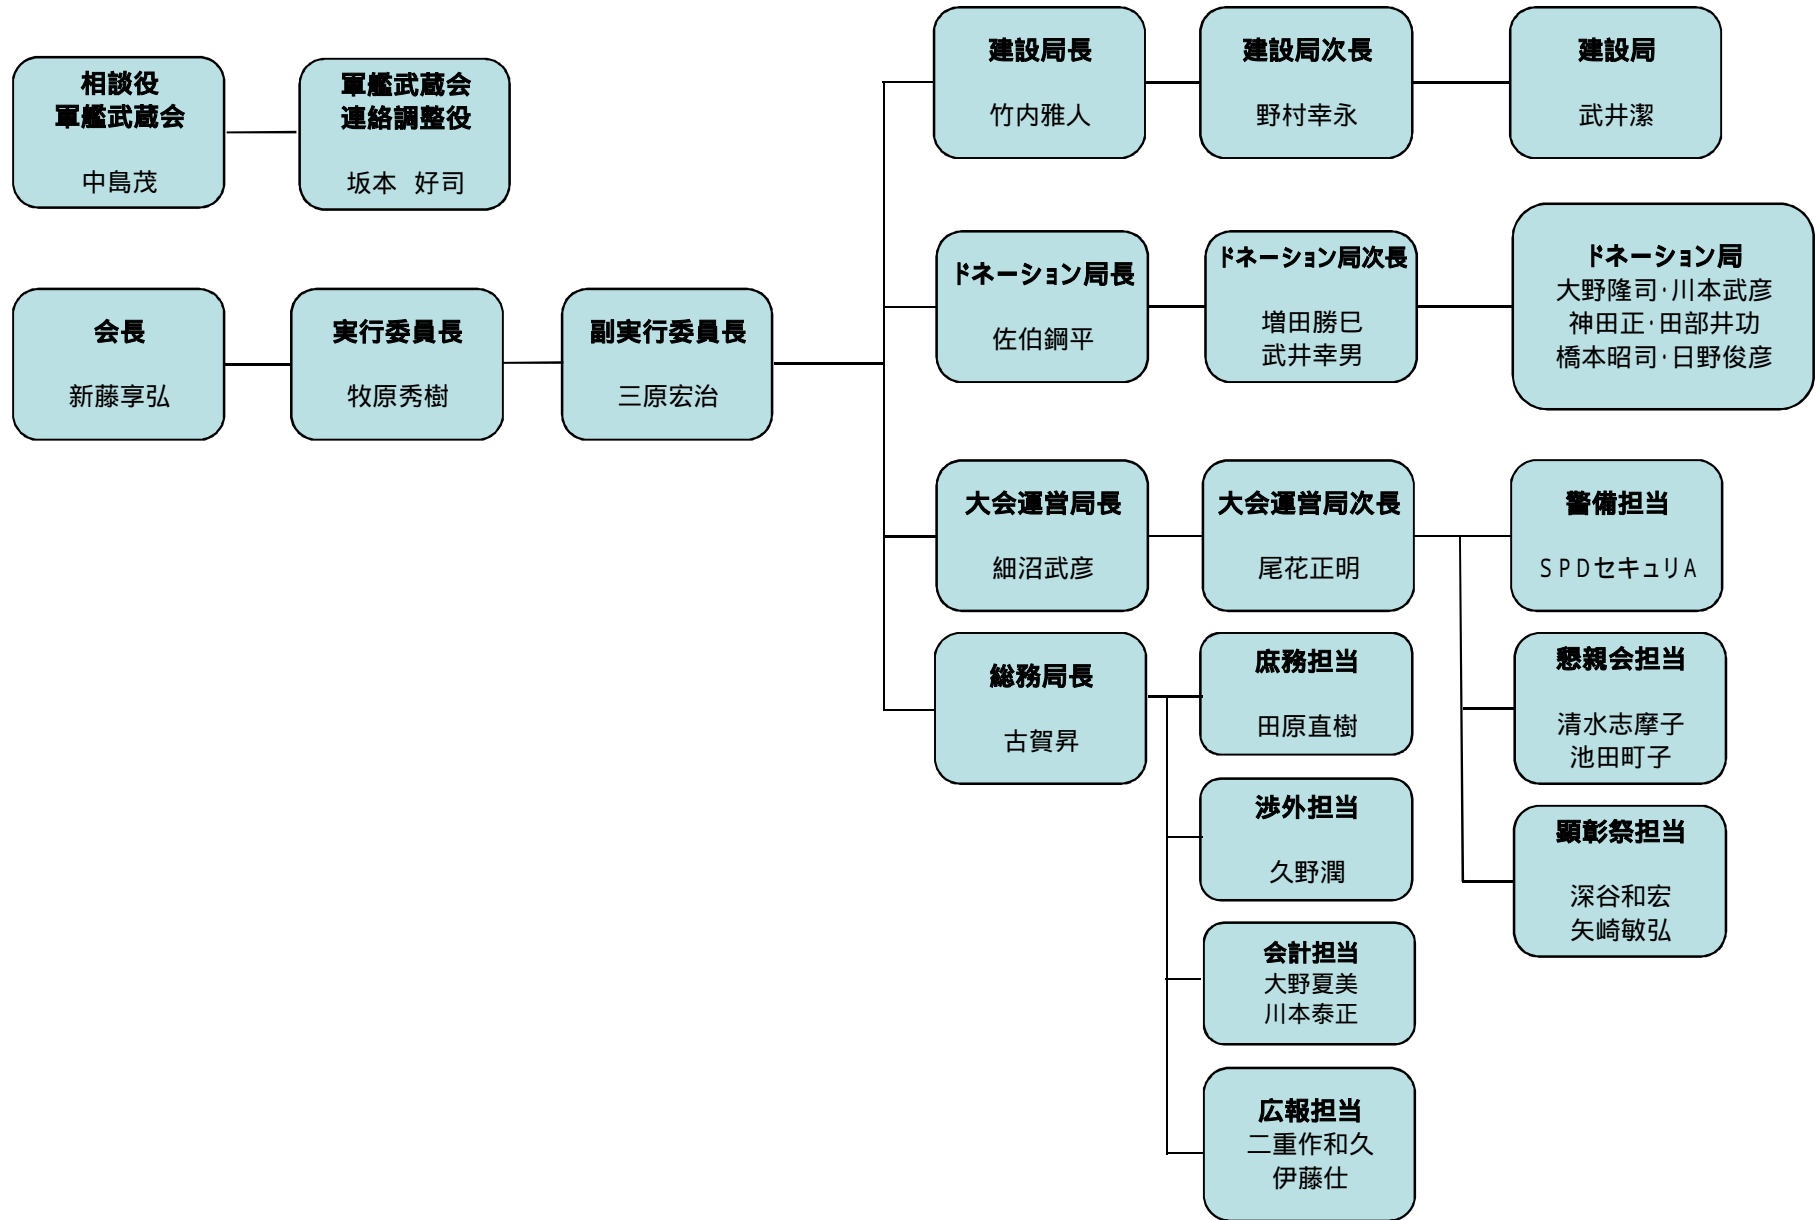 相談役
軍艦武蔵会
中島茂
軍艦武蔵会
連絡調整役
坂本 好司
会長
新藤享弘
実行委員長
牧原秀樹
副実行委員長
三原宏治
建設局長
竹内雅人
建設局次長
野村幸永
建設局
武井潔
ドネーション局長
佐伯鋼平
ドネーション局次長
増田勝巳
武井幸男
ドネーション局
大野隆司·川本武彦
神田正·田部井功
橋本昭司·日野俊彦
大会運営局長
細沼武彦
大会運営局次長
尾花正明
警備担当
SPDセキュリA
懇親会担当
清水志摩子
池田町子
顕彰祭担当
深谷和宏
矢崎敏弘
総務局長
古賀昇
庶務担当
田原直樹
渉外担当
久野潤
会計担当
大野夏美
川本泰正
広報担当
二重作和久
伊藤仕